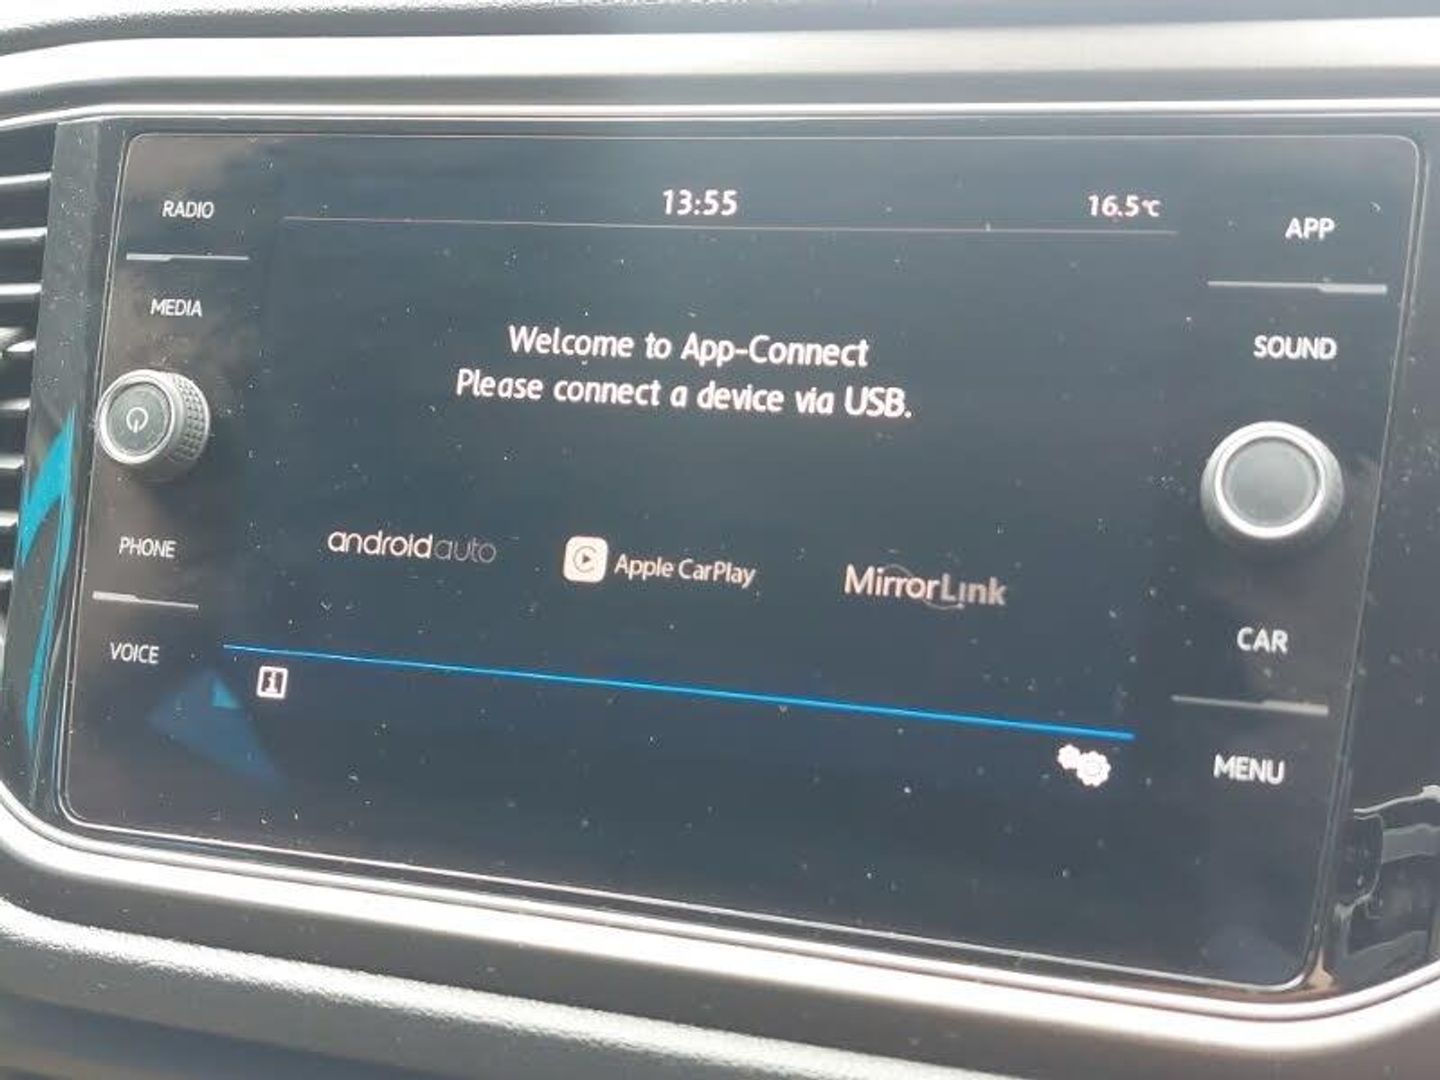 RADIO
13:55
16.5°C
APP
MEDIA
SOUND
Welcome to App-Connect
Please connect a device via USB.
PHONE
androidauto
Apple CarPlay
MirrorLink
VOICE
CAR
i
MENU